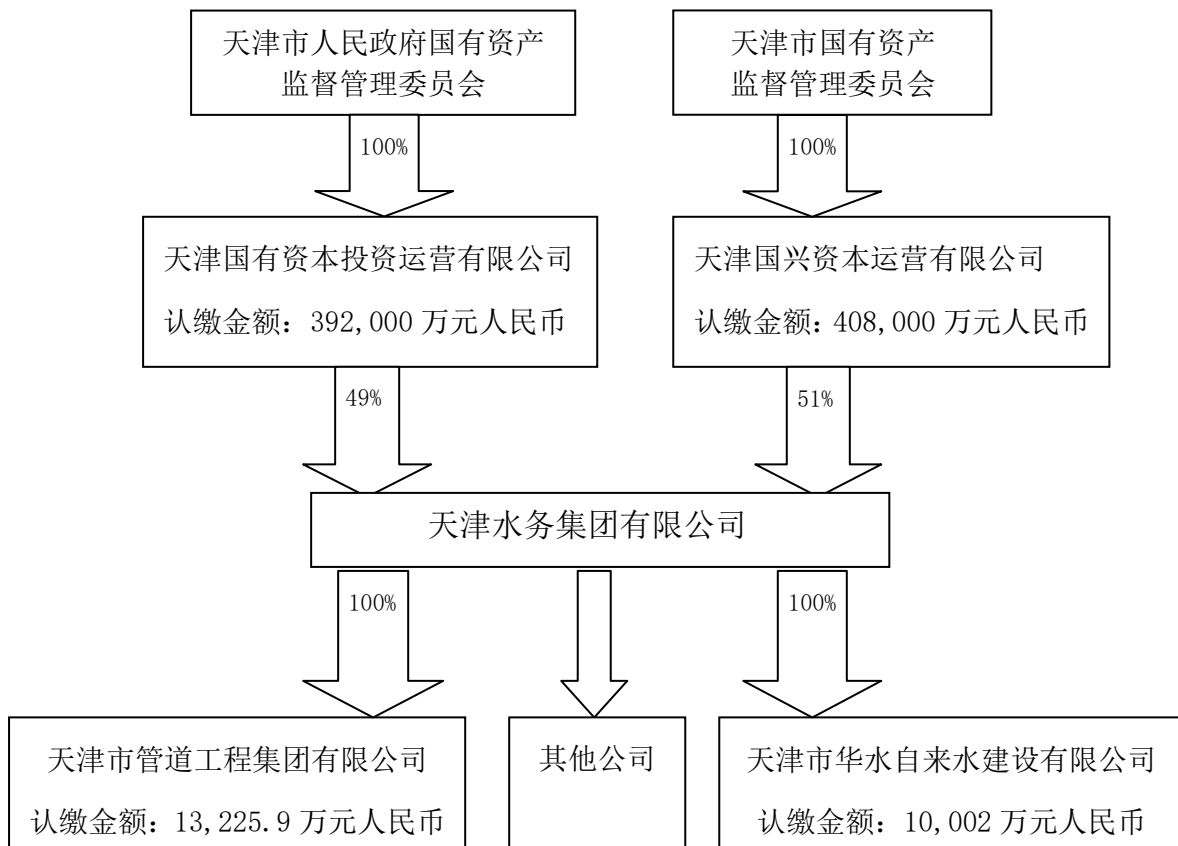 天津市人民政府国有资产
监督管理委员会
天津市国有资产
监督管理委员会
100%
100%
天津国有资本投资运营有限公司
认缴金额：392,000 万元人民币
天津国兴资本运营有限公司
认缴金额：408,000 万元人民币
49%
51%
天津水务集团有限公司
100%
100%
天津市管道工程集团有限公司
认缴金额：13,225.9 万元人民币
其他公司
天津市华水自来水建设有限公司
认缴金额：10,002 万元人民币